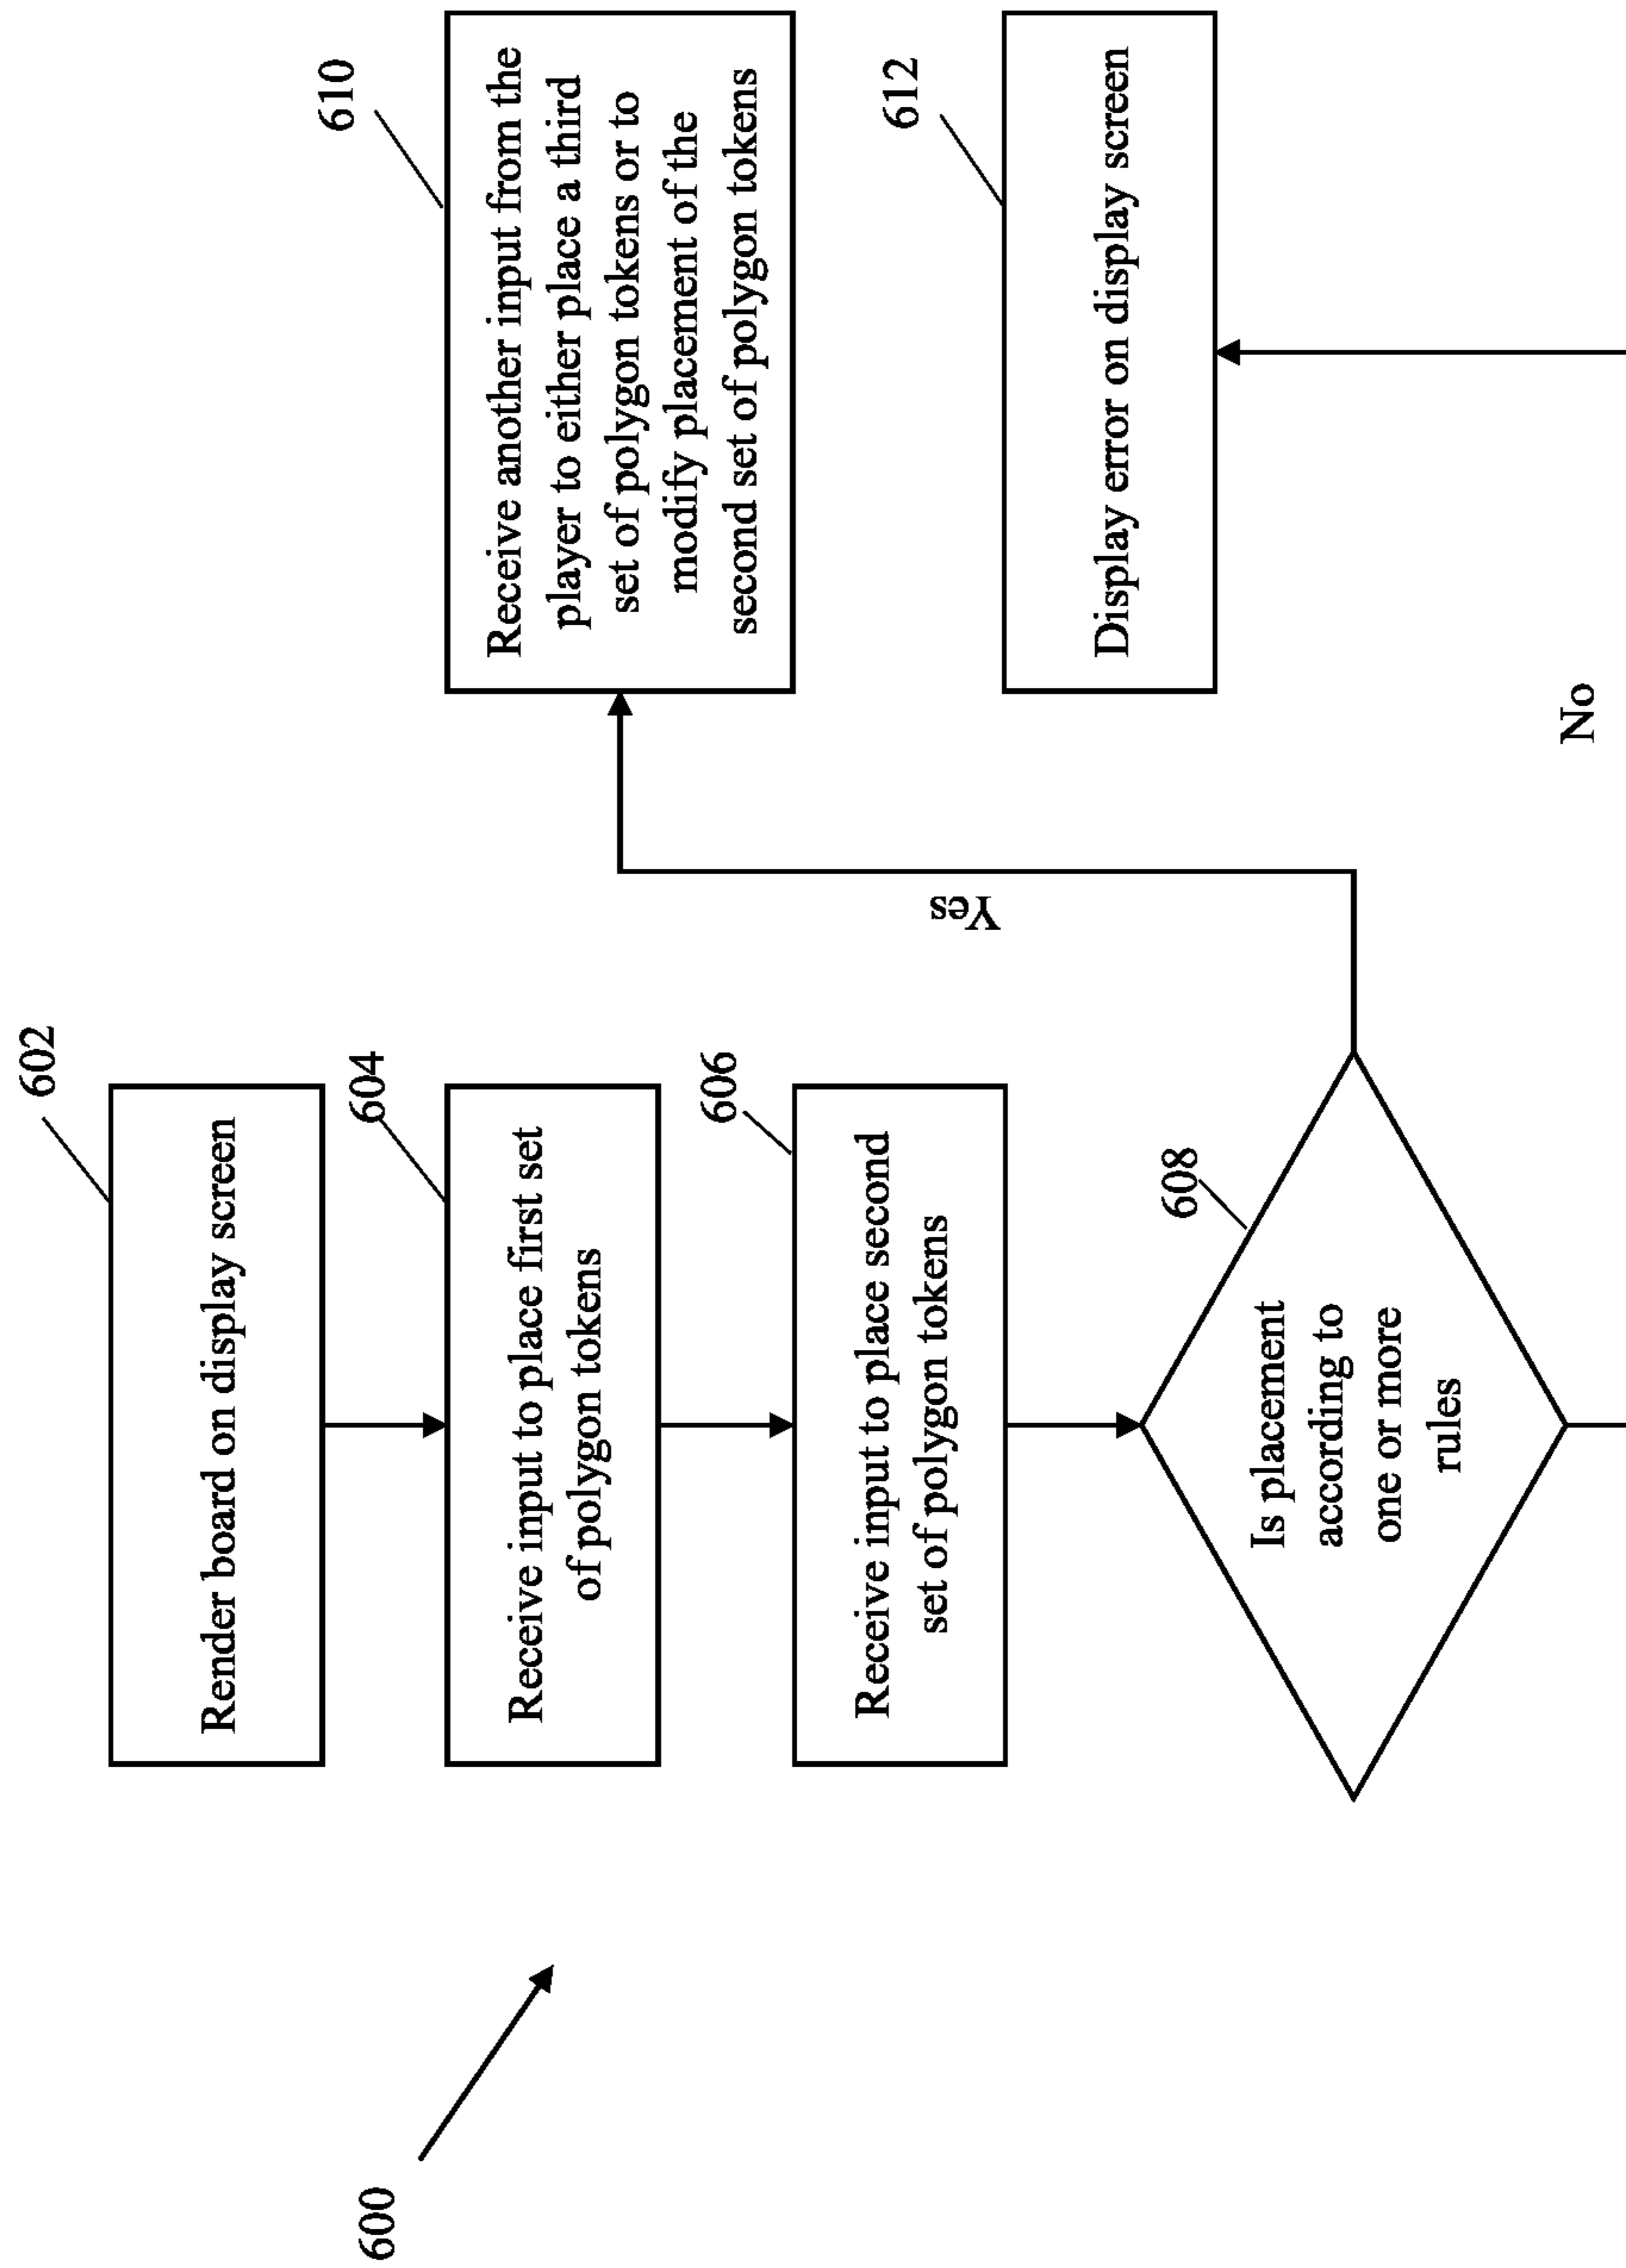 600
602
Render board on display screen
604
Receive input to place first set
of polygon tokens
606
Receive input to place second
set of polygon tokens
608
Is placement
according to
one or more
rules
Yes
610
Receive another input from the
player to either place a third
set of polygon tokens or to
modify placement of the
second set of polygon tokens
612
Display error on display screen
No